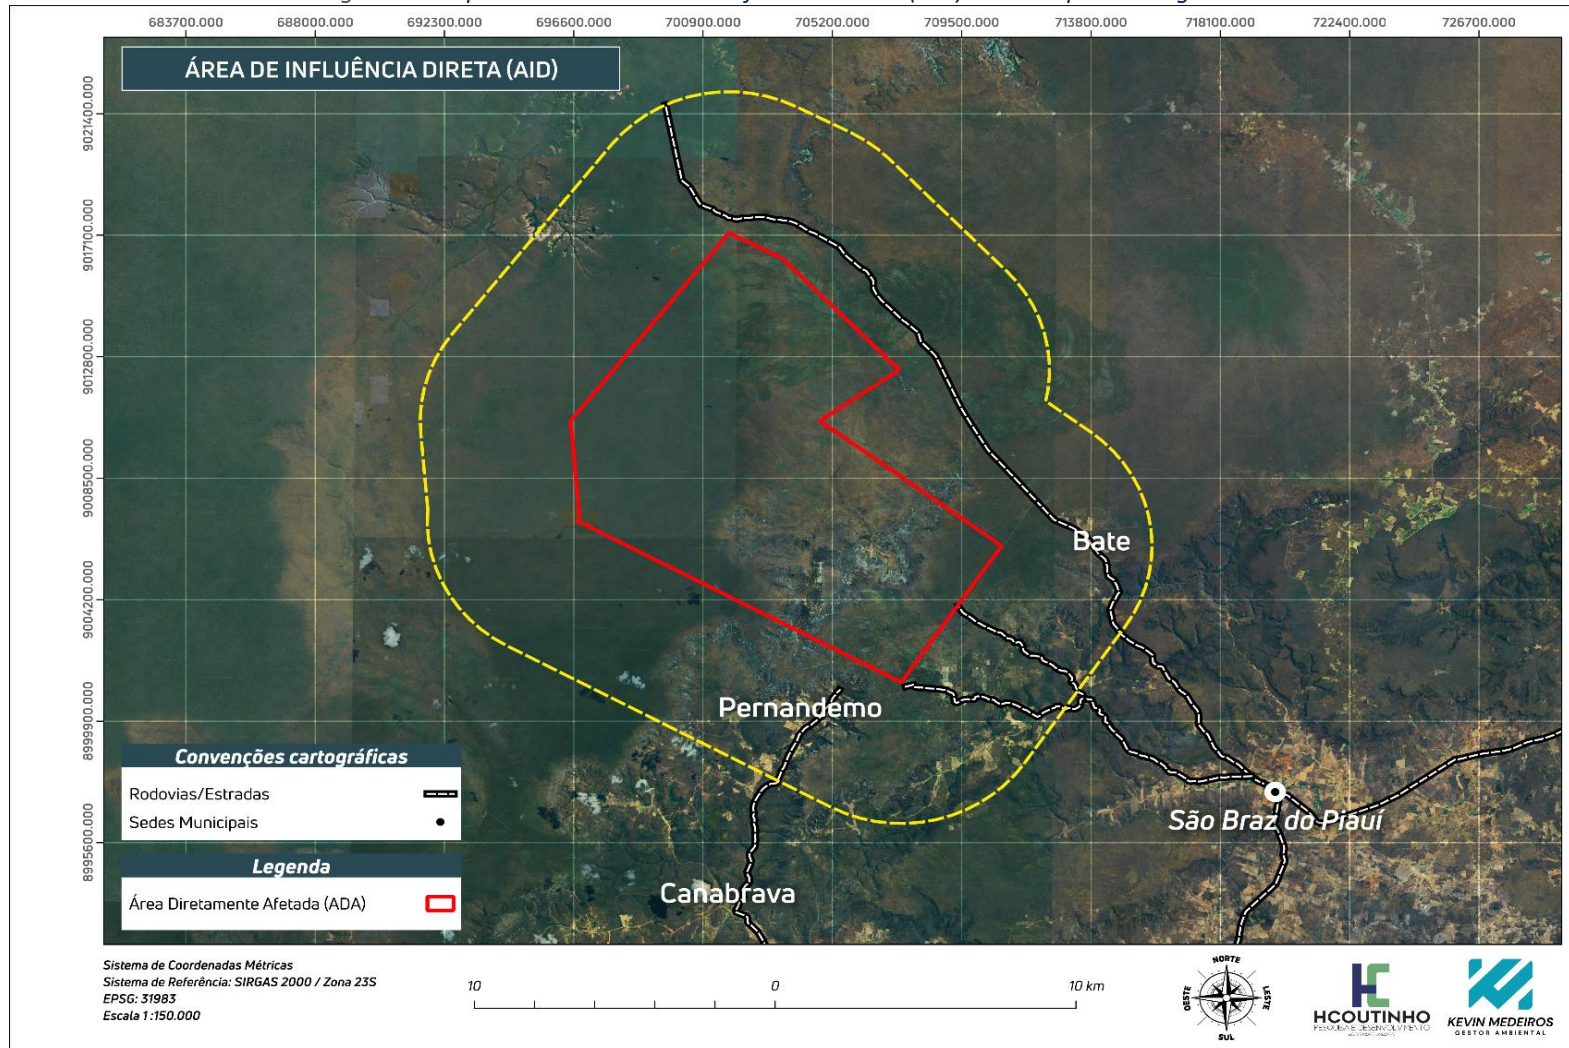 683700.000 688000.000 692300.000 696600.000 700900.000 705200.000 709500.000 713800.000 718100.000 722400.000 726700.000
ÁREA DE INFLUÊNCIA DIRETA (AID)
9021400.000
9017100.000
9012800.000
9008500.000
9004200.000
8999900.000
8995600.000
Bate
Pernandemo
São Braz do Piauí
Canabrava
Convenções cartográficas
Rodovias/Estradas
Sedes Municipais
Legenda
Área Diretamente Afetada (ADA)
Sistema de Coordenadas Métricas
Sistema de Referência: SIRGAS 2000 / Zona 23S
EPSG: 31983
Escala 1:150.000
10 0 10 km
NORTE
OESTE
LESTE
SUL
HCOUTINHO
PESQUISA E DESENVOLVIMENTO
KEVIN MEDEIROS
GESTOR AMBIENTAL